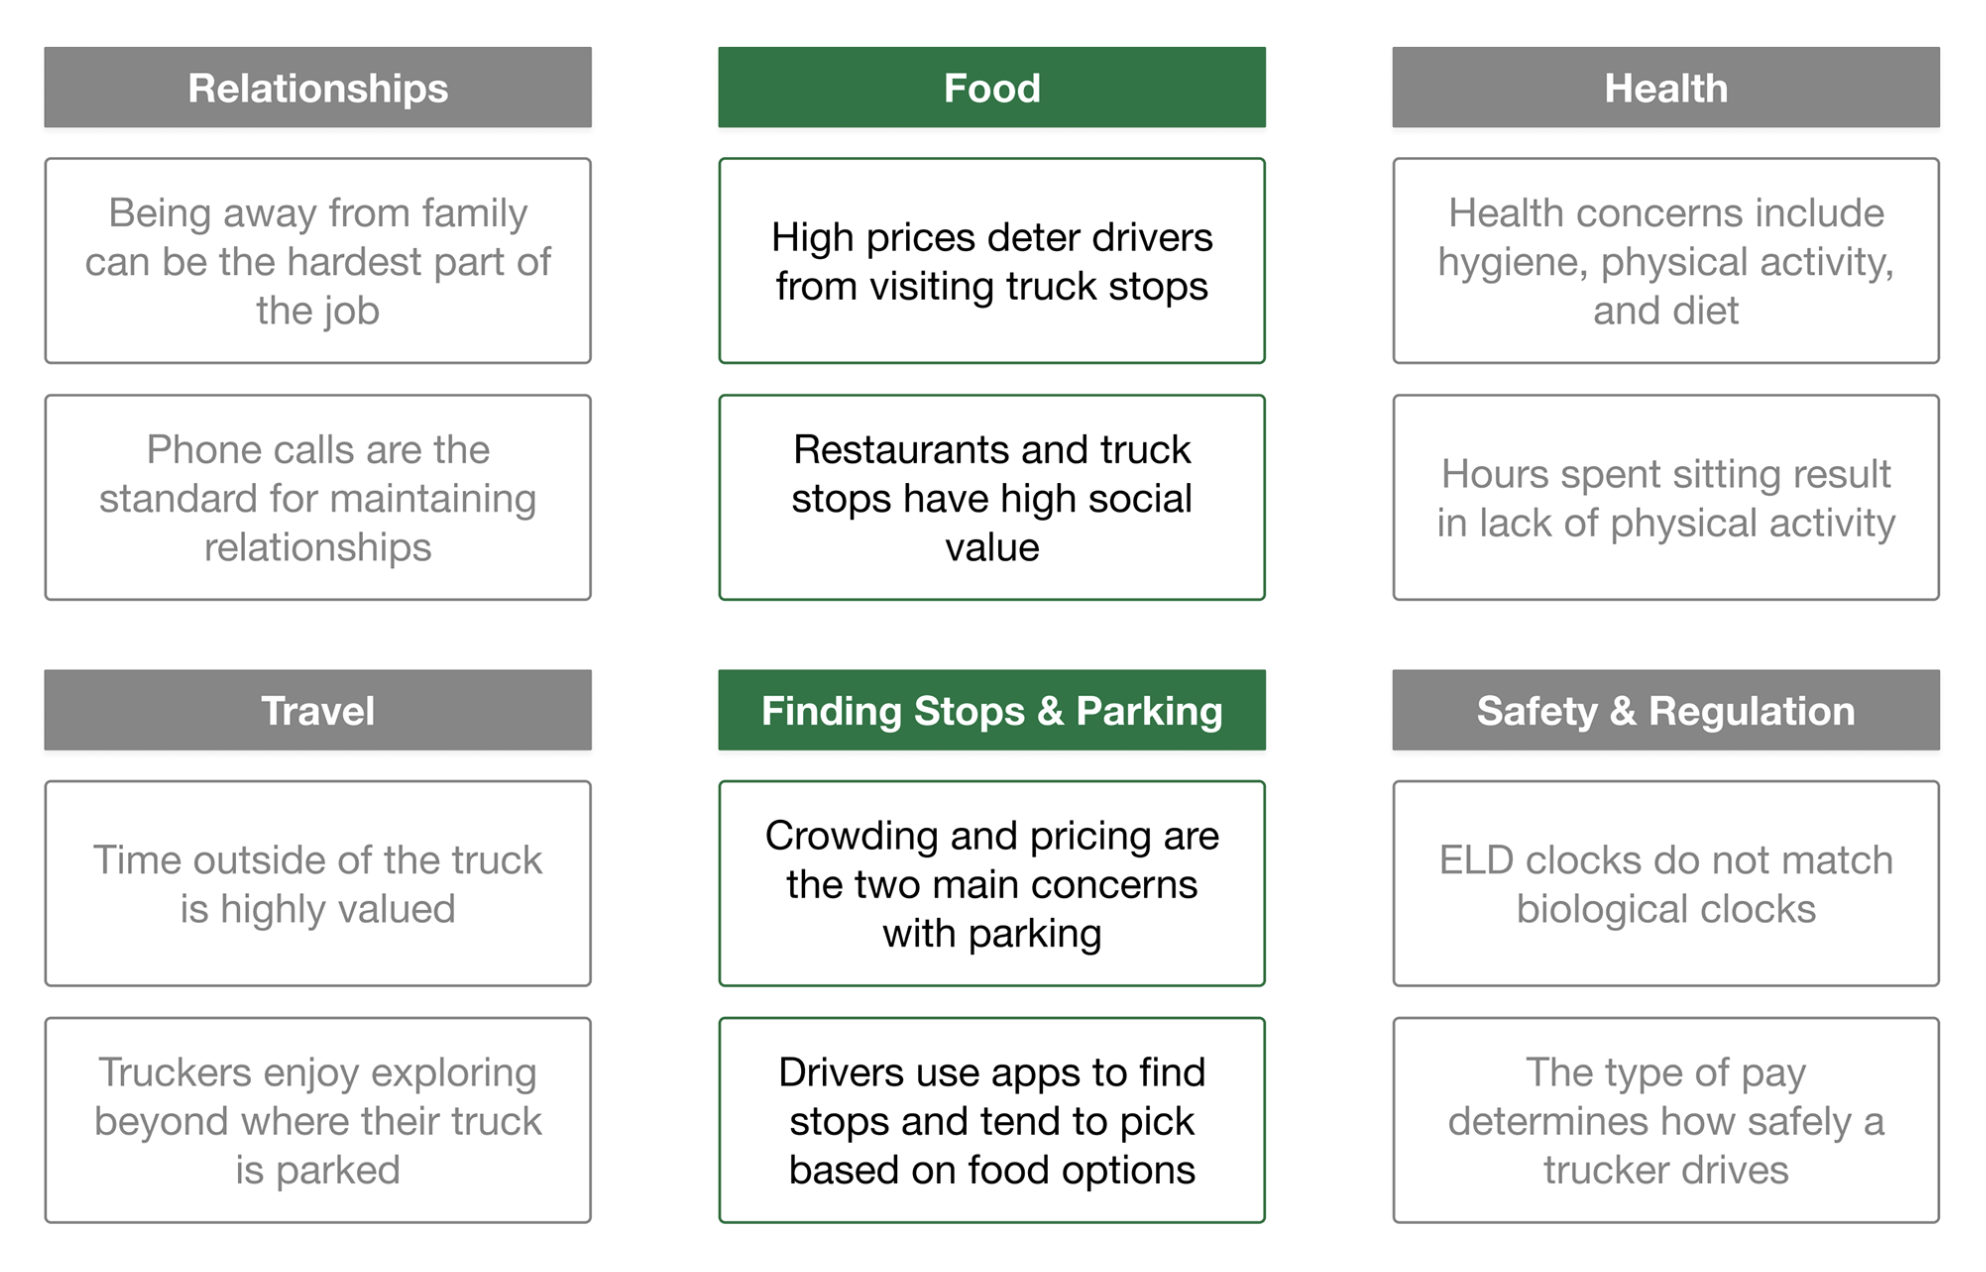 Relationships
Being away from family
can be the hardest part of
the job
Phone calls are the
standard for maintaining
relationships
Food
High prices deter drivers
from visiting truck stops
Restaurants and truck
stops have high social
value
Health
Health concerns include
hygiene, physical activity,
and diet
Hours spent sitting result
in lack of physical activity
Travel
Time outside of the truck
is highly valued
Truckers enjoy exploring
beyond where their truck
is parked
Finding Stops & Parking
Crowding and pricing are
the two main concerns
with parking
Drivers use apps to find
stops and tend to pick
based on food options
Safety & Regulation
ELD clocks do not match
biological clocks
The type of pay
determines how safely a
trucker drives